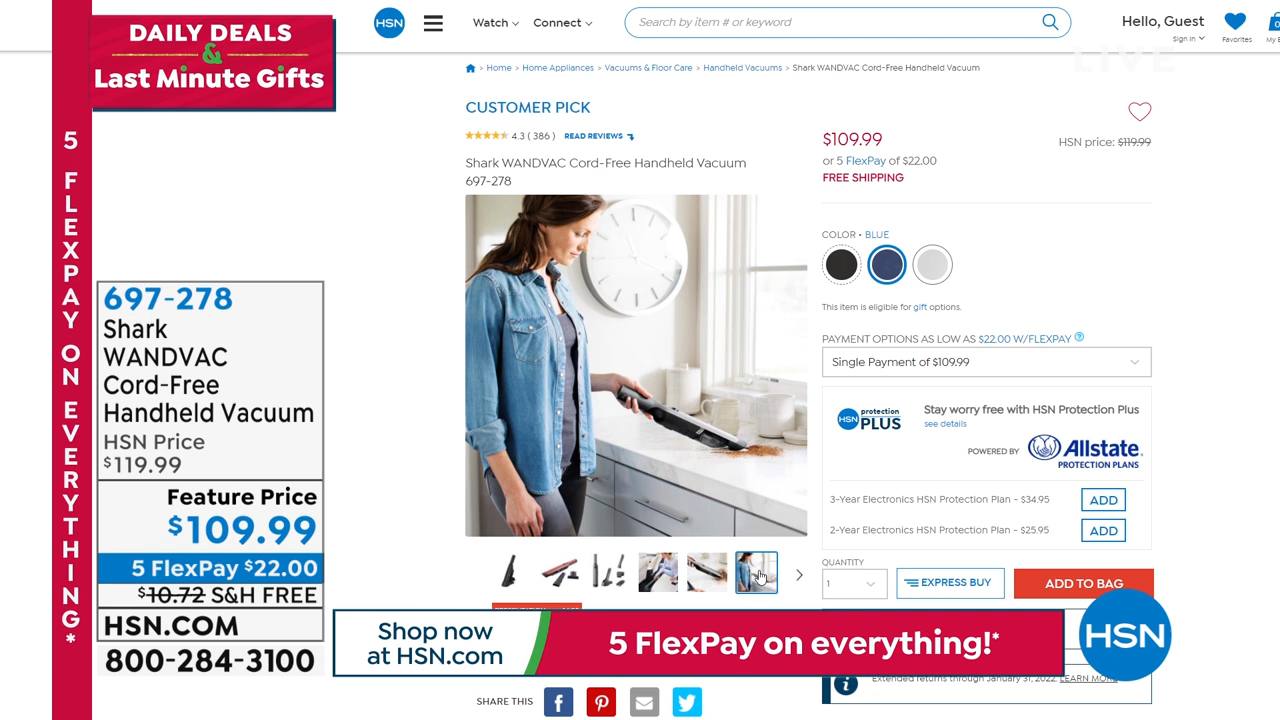 DAILY DEALS
&
Last Minute Gifts
5 FLEXPAY ON EVERYTHING*
697-278
Shark
WANDVAC
Cord-Free
Handheld Vacuum
HSN Price
$119.99
Feature Price
$109.99
5 FlexPay $22.00
$10.72 S&H FREE
HSN.COM
800-284-3100
HSN
Watch
Connect
Search by item # or keyword
Hello, Guest
Sign In
Favorites
0
LIVE
Home > Home Appliances > Vacuums & Floor Care > Handheld Vacuums > Shark WANDVAC Cord-Free Handheld Vacuum
CUSTOMER PICK
4.3 ( 386 ) READ REVIEWS
Shark WANDVAC Cord-Free Handheld Vacuum
697-278
$109.99
HSN price: $119.99
or 5 FlexPay of $22.00
FREE SHIPPING
COLOR • BLUE
This item is eligible for gift options.
PAYMENT OPTIONS AS LOW AS $22.00 W/FLEXPAY ?
Single Payment of $109.99
HSN protection PLUS
Stay worry free with HSN Protection Plus
see details
POWERED BY Allstate
PROTECTION PLANS
3-Year Electronics HSN Protection Plan - $34.95 ADD
2-Year Electronics HSN Protection Plan - $25.95 ADD
QUANTITY
1
EXPRESS BUY
ADD TO BAG
Shop now
at HSN.com
5 FlexPay on everything!*
HSN
Extended returns through January 31, 2022. LEARN MORE
SHARE THIS